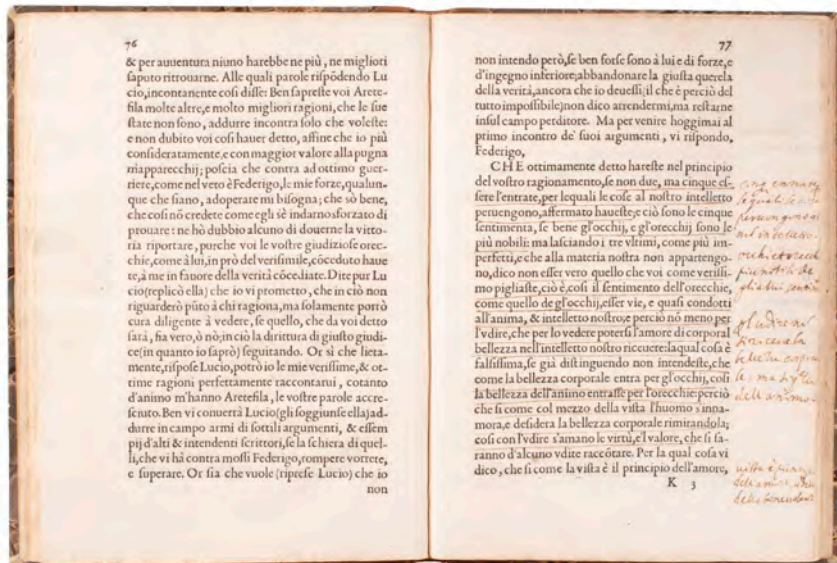 76
& per auuentura niuno harebbe ne più, ne migliori
saputo ritrouarne. Alle quali parole rispōdendo Lu
cio, incontanente così disse: Ben sapreste voi Arete-
fila molte altre, e molto migliori ragioni, che le sue
state non sono, addurre incontra solo che voleste:
e non dubito voi così hauer detto, affine che io più
consideratamente, e con maggior valore alla pugna
m'apparecchij; poscia che contra ad ottimo guer-
riere, come nel vero è Federigo, le mie forze, qualun-
que che siano, adoperare mi bisogna; che sò bene,
che così nō credete come egli sè indarno sforzato di
prouare: ne hò dubbio alcuno di douerne la vitto-
ria riportare, purche voi le vostre giudiziose orec-
chie, come à lui, in prò del verisimile, cōceduto haue
te, à me in fauore della verità cōcediate. Dite pur Lu
cio (replicò ella) che io vi prometto, che in ciò non
riguarderò pūto à chi ragiona, ma solamente porrò
cura diligente à vedere, se quello, che da voi detto
sarà, fia vero, ò nò; in ciò la dirittura di giusto giudi-
ce (in quanto io saprò) seguitando. Or sì che lieta-
mente, rispose Lucio, potrò io le mie verissime, & ot-
time ragioni perfettamente raccontarui, cotanto
d'animo m'hanno Aretefila, le vostre parole accre-
sciuto. Ben vi conuerrà Lucio (gli soggiunse ella) ad-
durre in campo armi di sottili argumenti, & essem
pij d'alti & intendenti scrittori, se la schiera di quel-
li, che vi hà contra mossi Federigo, rompere vorrete,
e superare. Or sia che vuole (riprese Lucio) che io
non
77
non intendo però, se ben forse sono à lui e di forze, e
d'ingegno inferiore; abbandonare la giusta querela
della verità, ancora che io deuessi (il che è perciò del
tutto impossibile) non dico arrendermi, ma restarne
insul campo perditore. Ma per venire hoggimai al
primo incontro de' suoi argumenti, vi rispondo,
Federigo,
CHE ottimamente detto hareste nel principio
del vostro ragionamento, se non due, ma cinque es-
sere l'entrate, per lequali le cose al nostro intelletto
peruengono, affermato haueste; e ciò sono le cinque
sentimenta, se bene gl'occhij, e gl'orecchij sono le
più nobili: ma lasciando i tre vltimi, come più im-
perfetti, e che alla materia nostra non appartengo-
no, dico non esser vero quello che voi come verissi-
mo pigliaste, ciò è, così il sentimento dell'orecchie,
come quello de gl'occhij, esser vie, e quasi condotti
all'anima, & intelletto nostro; e perciò nō meno per
l'vdire, che per lo vedere potersi l'amore di corporal
bellezza nell'intelletto nostro riceuere: laqual cosa è
falsissima, se già distinguendo non intendeste, che
come la bellezza corporale entra per gl'occhij, così
la bellezza dell'animo entrasse per l'orecchie: perciò
che si come col mezzo della vista l'huomo s'inna-
mora, e desidera la bellezza corporale rimirandola;
così con l'vdire s'amano le virtù, e'l valore, che si sa-
ranno d'alcuno vdite raccōtare. Per la qual cosa vi
dico, che si come la vista è il principio dell'amore,
K 3
dell'animo